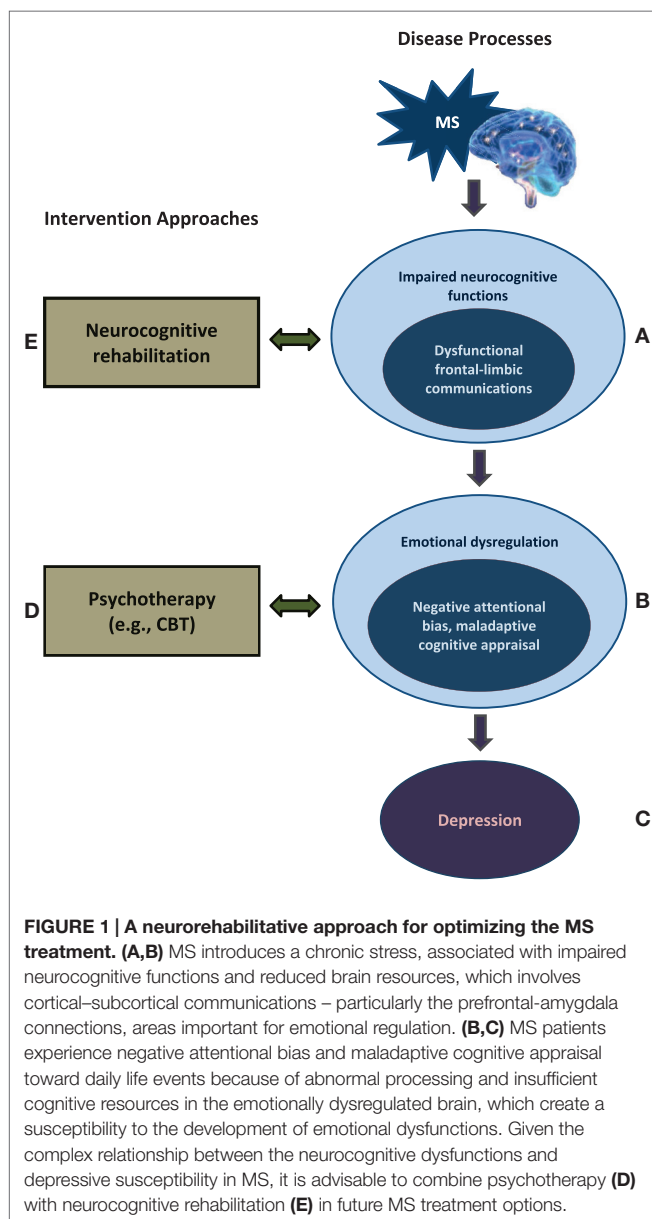 Disease Processes
MS
Intervention Approaches
Impaired neurocognitive
functions
A
E
Neurocognitive
rehabilitation
Dysfunctional
frontal-limbic
communications
Emotional dysregulation
B
D
Psychotherapy
(e.g., CBT)
Negative attentional
bias, maladaptive
cognitive appraisal
Depression
C
FIGURE 1 | A neurorehabilitative approach for optimizing the MS
treatment. (A,B) MS introduces a chronic stress, associated with impaired
neurocognitive functions and reduced brain resources, which involves
cortical–subcortical communications – particularly the prefrontal-amygdala
connections, areas important for emotional regulation. (B,C) MS patients
experience negative attentional bias and maladaptive cognitive appraisal
toward daily life events because of abnormal processing and insufficient
cognitive resources in the emotionally dysregulated brain, which create a
susceptibility to the development of emotional dysfunctions. Given the
complex relationship between the neurocognitive dysfunctions and
depressive susceptibility in MS, it is advisable to combine psychotherapy (D)
with neurocognitive rehabilitation (E) in future MS treatment options.